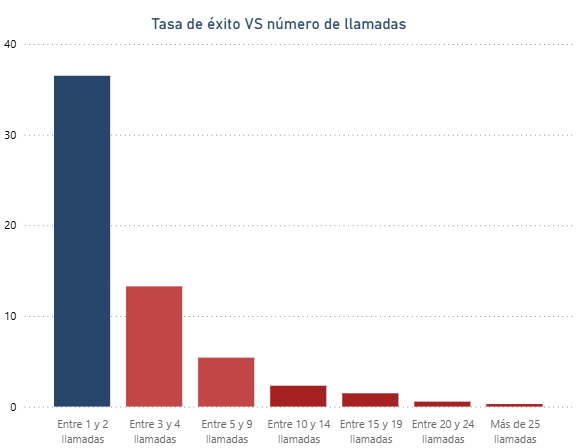 Tasa de éxito VS número de llamadas
40
30
20
10
0
Entre 1 y 2
llamadas
Entre 3 y 4
llamadas
Entre 5 y 9
llamadas
Entre 10 y 14
llamadas
Entre 15 y 19
llamadas
Entre 20 y 24
llamadas
Más de 25
llamadas